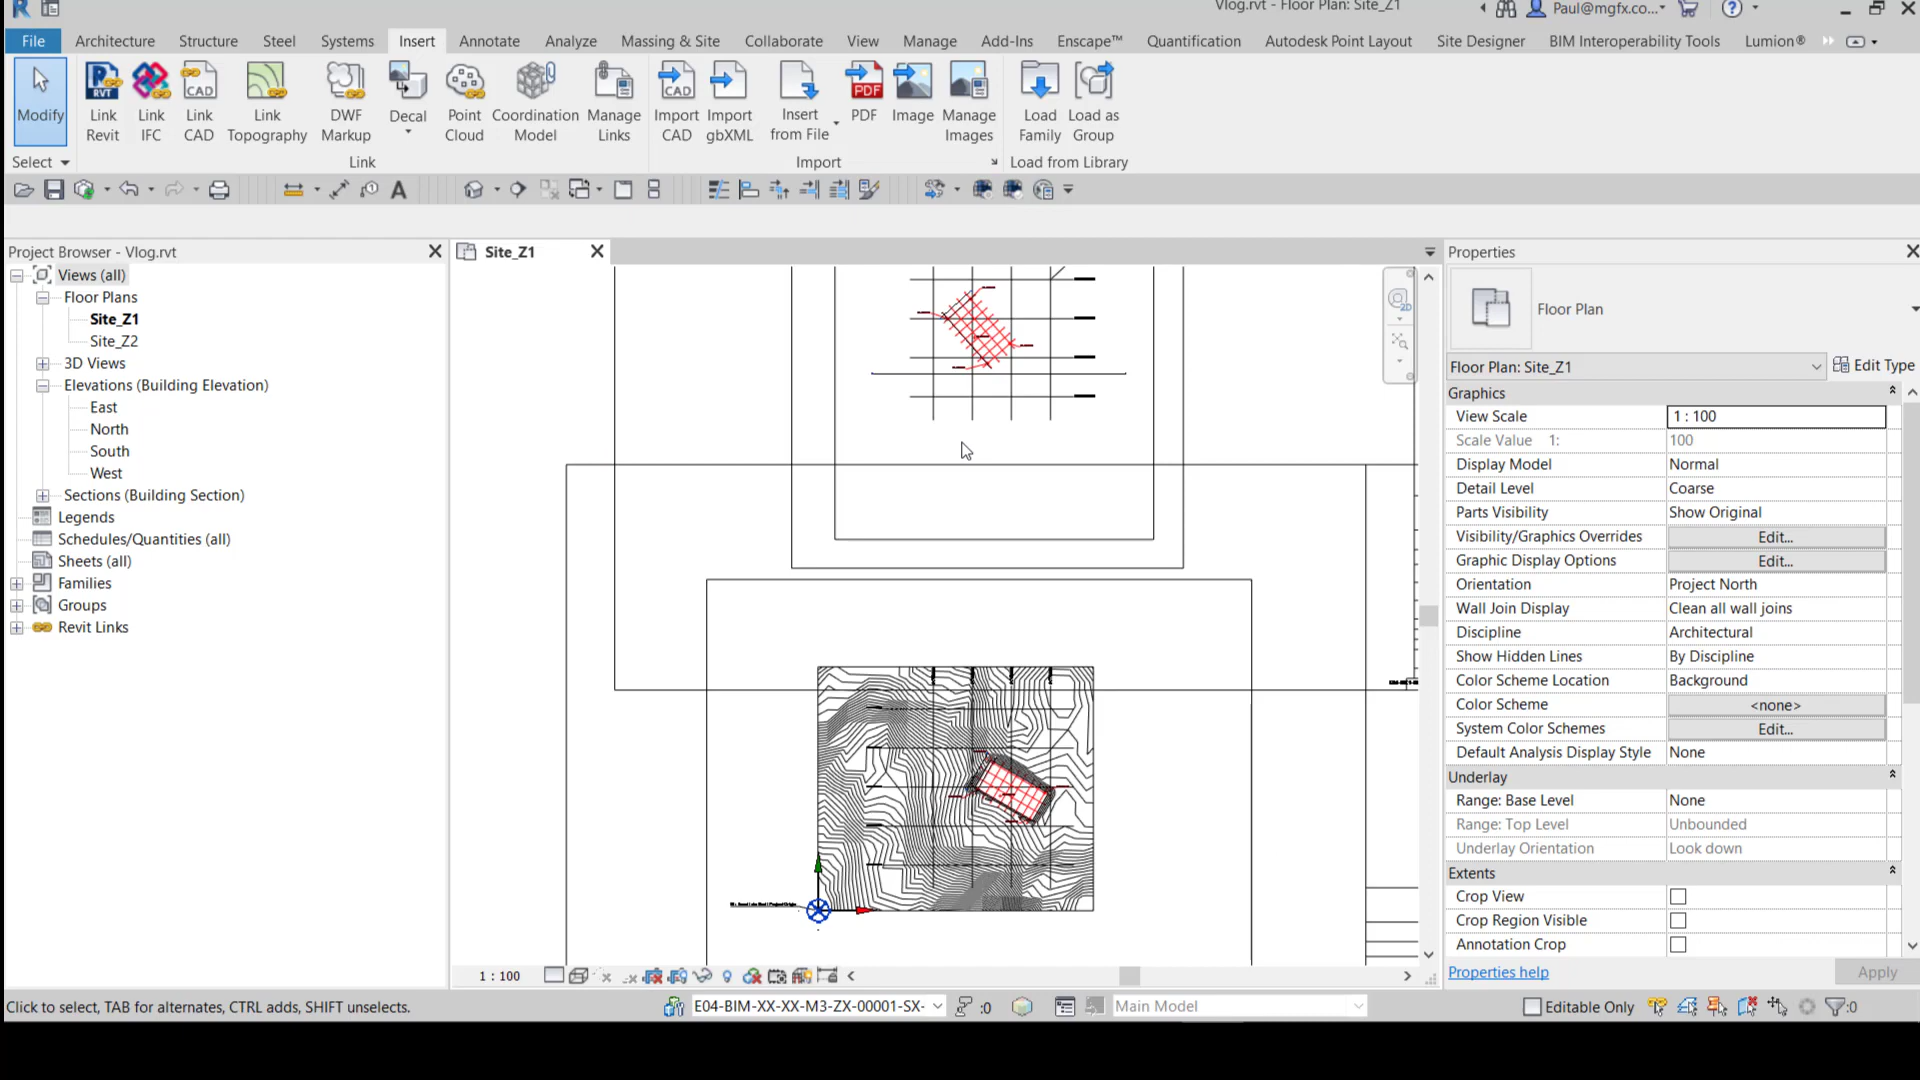 Vlog.rvt - Floor Plan: Site_Z1
Paul@mgfx.co...
File Architecture Structure Steel Systems Insert Annotate Analyze Massing & Site Collaborate View Manage Add-Ins Enscape™ Quantification Autodesk Point Layout Site Designer BIM Interoperability Tools Lumion®
Modify
Link Revit
Link IFC
Link CAD
Link Topography
DWF Markup
Decal
Point Cloud
Coordination Model
Manage Links
Import CAD
Import gbXML
Insert from File
PDF
Image
Manage Images
Load Family
Load as Group
Select Link Import Load from Library
Project Browser - Vlog.rvt
Views (all)
Floor Plans
Site_Z1
Site_Z2
3D Views
Elevations (Building Elevation)
East
North
South
West
Sections (Building Section)
Legends
Schedules/Quantities (all)
Sheets (all)
Families
Groups
Revit Links
Site_Z1
Properties
Floor Plan
Floor Plan: Site_Z1 Edit Type
Graphics
View Scale 1 : 100
Scale Value 1: 100
Display Model Normal
Detail Level Coarse
Parts Visibility Show Original
Visibility/Graphics Overrides Edit...
Graphic Display Options Edit...
Orientation Project North
Wall Join Display Clean all wall joins
Discipline Architectural
Show Hidden Lines By Discipline
Color Scheme Location Background
Color Scheme <none>
System Color Schemes Edit...
Default Analysis Display Style None
Underlay
Range: Base Level None
Range: Top Level Unbounded
Underlay Orientation Look down
Extents
Crop View
Crop Region Visible
Annotation Crop
Properties help Apply
1 : 100
Click to select, TAB for alternates, CTRL adds, SHIFT unselects.
E04-BIM-XX-XX-M3-ZX-00001-SX-
:0
Main Model
Editable Only
:0